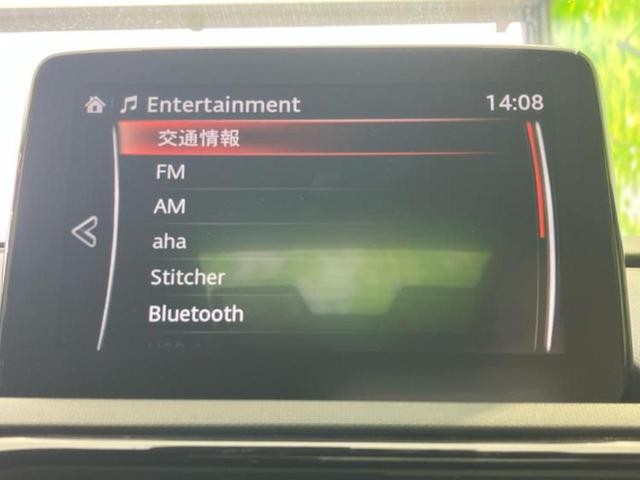 Entertainment 14:08
交通情報
FM
AM
aha
Stitcher
Bluetooth